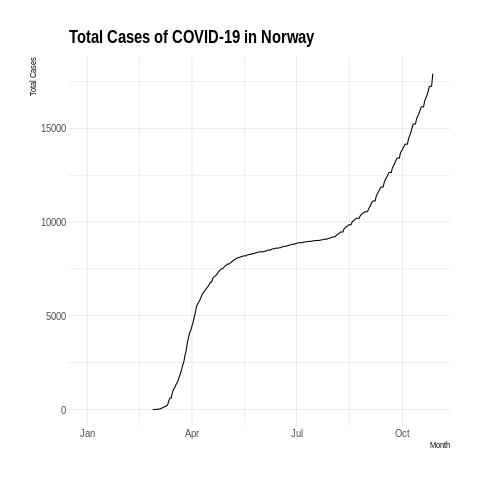 Total Cases of COVID-19 in Norway
Total Cases
15000
10000
5000
0
Jan Apr Jul Oct
Month